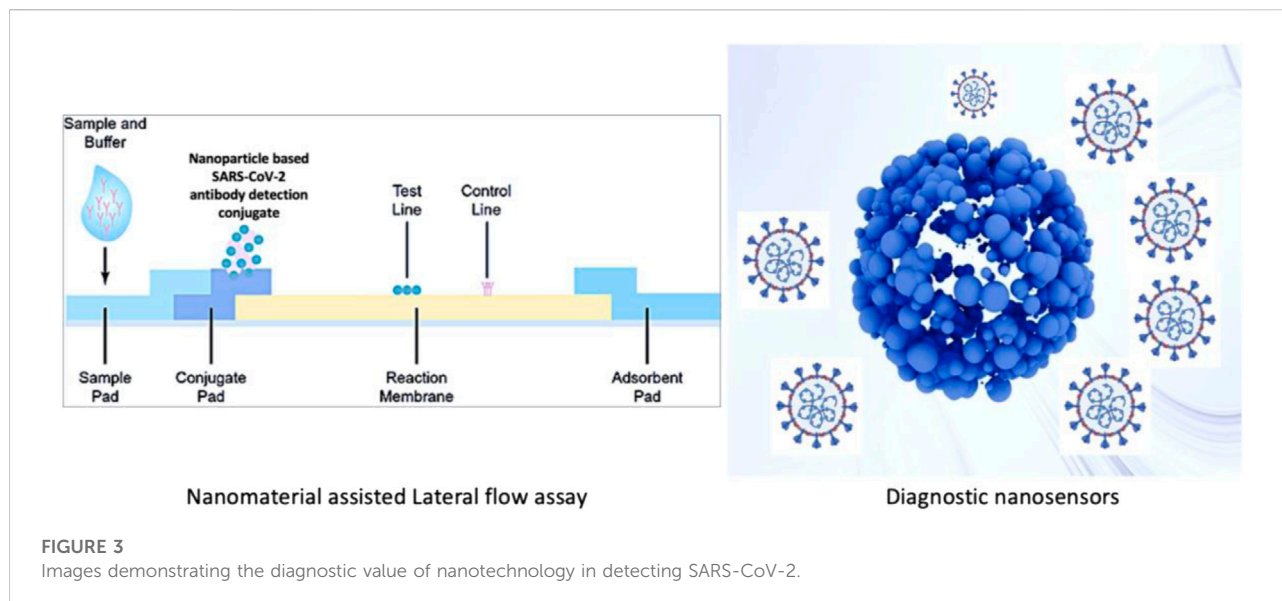 Sample and
Buffer
Nanoparticle based
SARS-CoV-2
antibody detection
conjugate
Test
Line
Control
Line
Sample
Pad
Conjugate
Pad
Reaction
Membrane
Adsorbent
Pad
Nanomaterial assisted Lateral flow assay
Diagnostic nanosensors
FIGURE 3
Images demonstrating the diagnostic value of nanotechnology in detecting SARS-CoV-2.